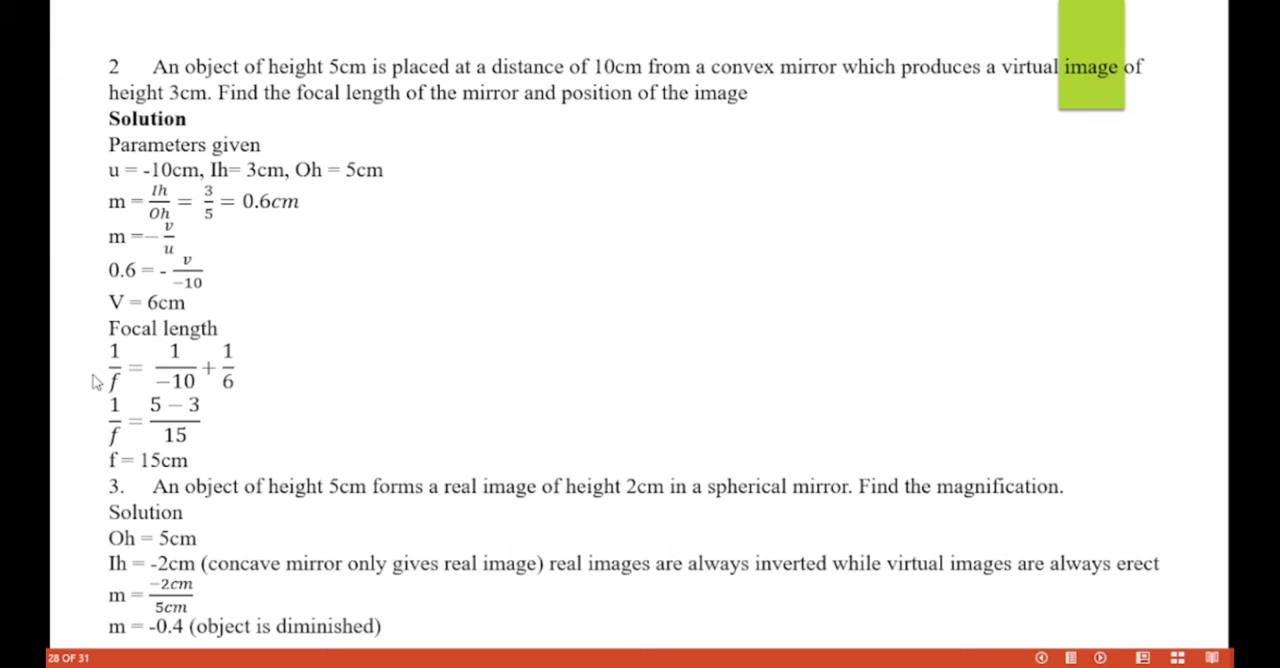 2 An object of height 5cm is placed at a distance of 10cm from a convex mirror which produces a virtual image of
height 3cm. Find the focal length of the mirror and position of the image
Solution
Parameters given
u = -10cm, Ih= 3cm, Oh = 5cm
m = Ih/Oh = 3/5 = 0.6cm
m =− v/u
0.6 = - v/−10
V = 6cm
Focal length
1/f = 1/−10 + 1/6
1/f = 5 − 3/15
f = 15cm
3. An object of height 5cm forms a real image of height 2cm in a spherical mirror. Find the magnification.
Solution
Oh = 5cm
Ih = -2cm (concave mirror only gives real image) real images are always inverted while virtual images are always erect
m = −2cm/5cm
m = -0.4 (object is diminished)
28 OF 31